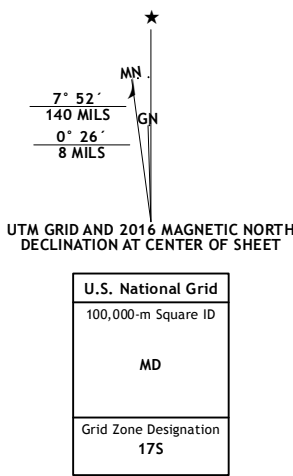 ★
MN
7° 52´
140 MILS
GN
0° 26´
8 MILS
UTM GRID AND 2016 MAGNETIC NORTH
DECLINATION AT CENTER OF SHEET
U.S. National Grid
100,000-m Square ID
MD
Grid Zone Designation
17S